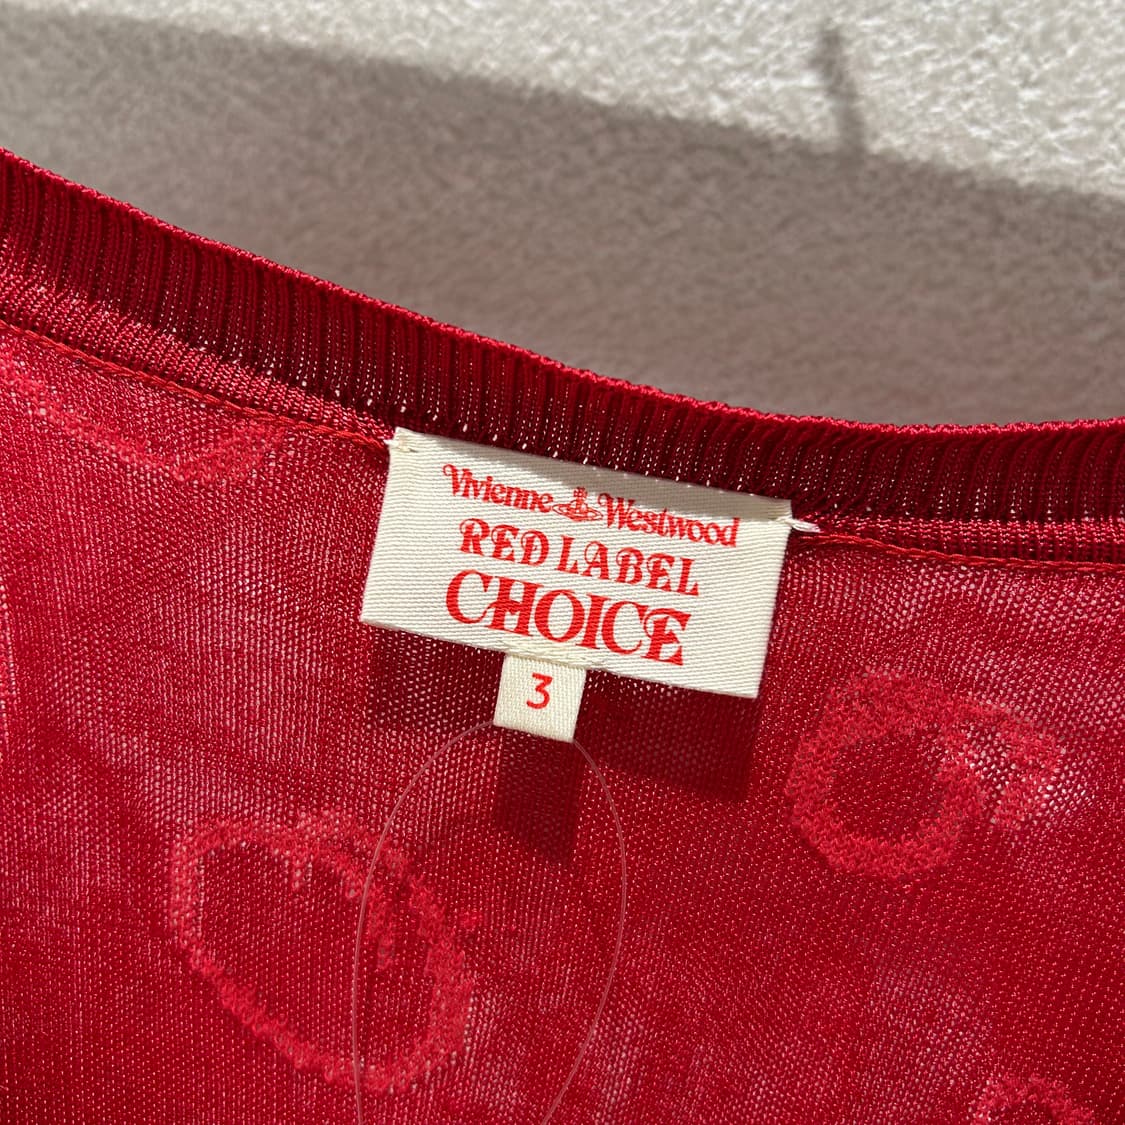 Vivienne Westwood
RED LABEL
CHOICE
3